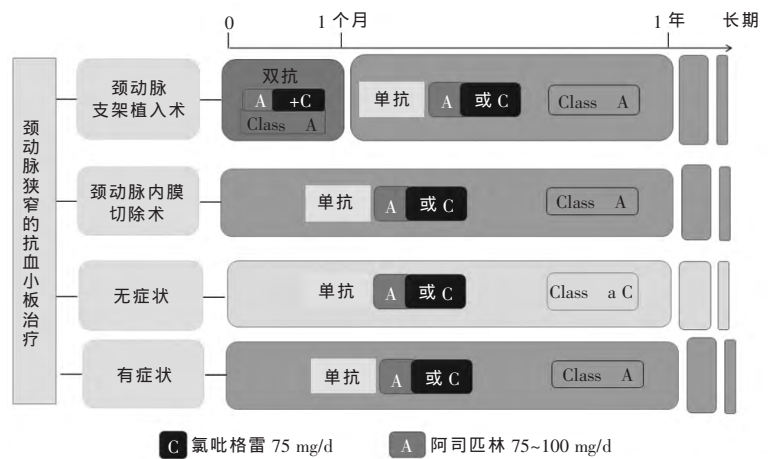 0 1个月 1年 长期
颈动脉狭窄的抗血小板治疗
颈动脉
支架植入术
双抗
A +C
Class A
单抗 A 或 C Class A
颈动脉内膜
切除术
单抗 A 或 C Class A
无症状
单抗 A 或 C Class a C
有症状
单抗 A 或 C Class A
C 氯吡格雷 75 mg/d A 阿司匹林 75~100 mg/d